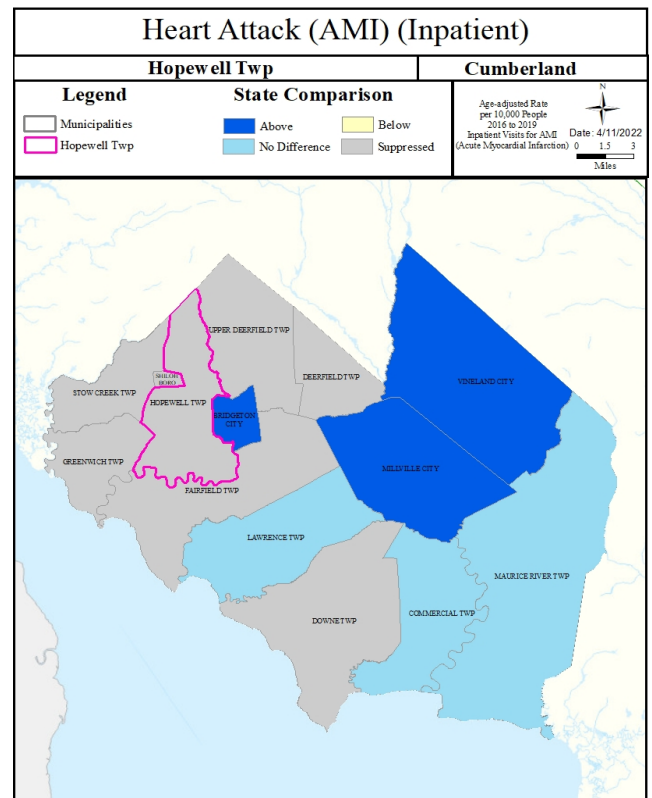 Heart Attack (AMI) (Inpatient)
Hopewell Twp
Cumberland
Legend
Municipalities
Hopewell Twp
State Comparison
Above
Below
No Difference
Suppressed
Age-adjusted Rate
per 10,000 People
2016 to 2019
Inpatient Visits for AMI
(Acute Myocardial Infarction)
N
Date: 4/11/2022
0 1.5 3
Miles
UPPER DEERFIELD TWP
DEERFIELD TWP
VINELAND CITY
SHILOH
BORO
STOW CREEK TWP
HOPEWELL TWP
BRIDGETON
CITY
GREENWICH TWP
MILLVILLE CITY
FAIRFIELD TWP
LAWRENCE TWP
MAURICE RIVER TWP
COMMERCIAL TWP
DOWNE TWP